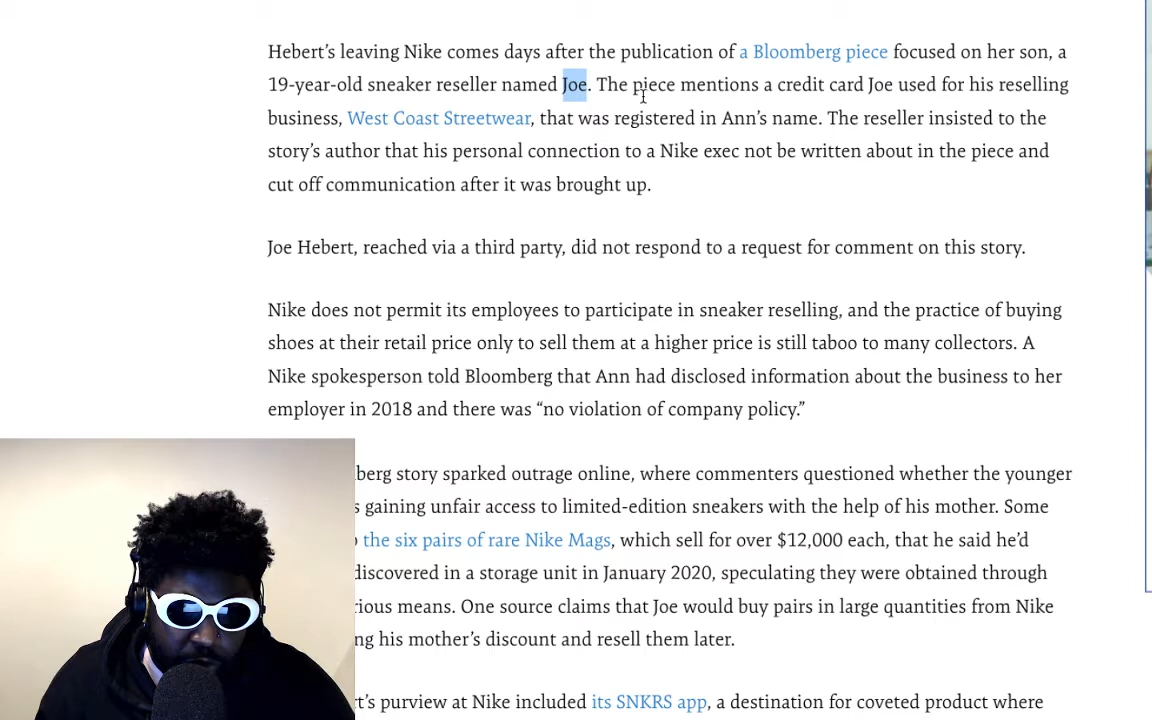 Hebert’s leaving Nike comes days after the publication of a Bloomberg piece focused on her son, a
19-year-old sneaker reseller named Joe. The piece mentions a credit card Joe used for his reselling
business, West Coast Streetwear, that was registered in Ann’s name. The reseller insisted to the
story’s author that his personal connection to a Nike exec not be written about in the piece and
cut off communication after it was brought up.
Joe Hebert, reached via a third party, did not respond to a request for comment on this story.
Nike does not permit its employees to participate in sneaker reselling, and the practice of buying
shoes at their retail price only to sell them at a higher price is still taboo to many collectors. A
Nike spokesperson told Bloomberg that Ann had disclosed information about the business to her
employer in 2018 and there was “no violation of company policy.”
story sparked outrage online, where commenters questioned whether the younger
gaining unfair access to limited-edition sneakers with the help of his mother. Some
the six pairs of rare Nike Mags, which sell for over $12,000 each, that he said he’d
discovered in a storage unit in January 2020, speculating they were obtained through
means. One source claims that Joe would buy pairs in large quantities from Nike
his mother’s discount and resell them later.
purview at Nike included its SNKRS app, a destination for coveted product where